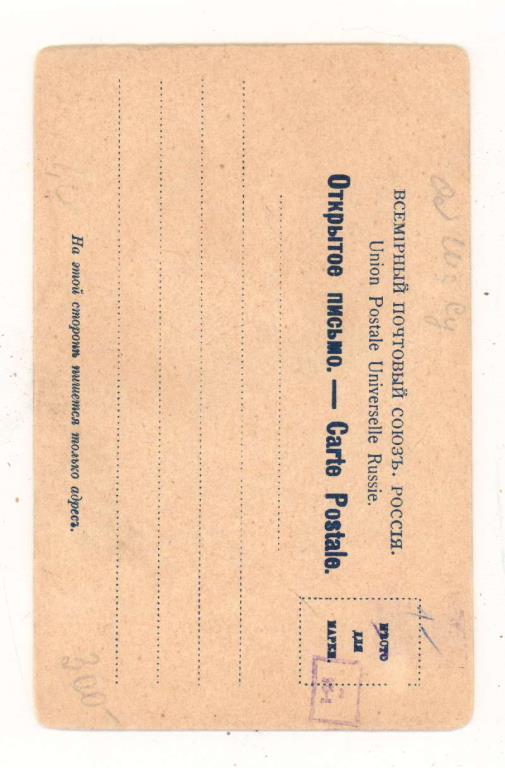 ВСЕМІРНЫЙ ПОЧТОВЫЙ СОЮЗЪ. РОССІЯ.
Union Postale Universelle Russie.
Открытое письмо. — Carte Postale.
МѢСТО
ДЛЯ
МАРКИ.
На этой сторонѣ пишется только адресъ.
300